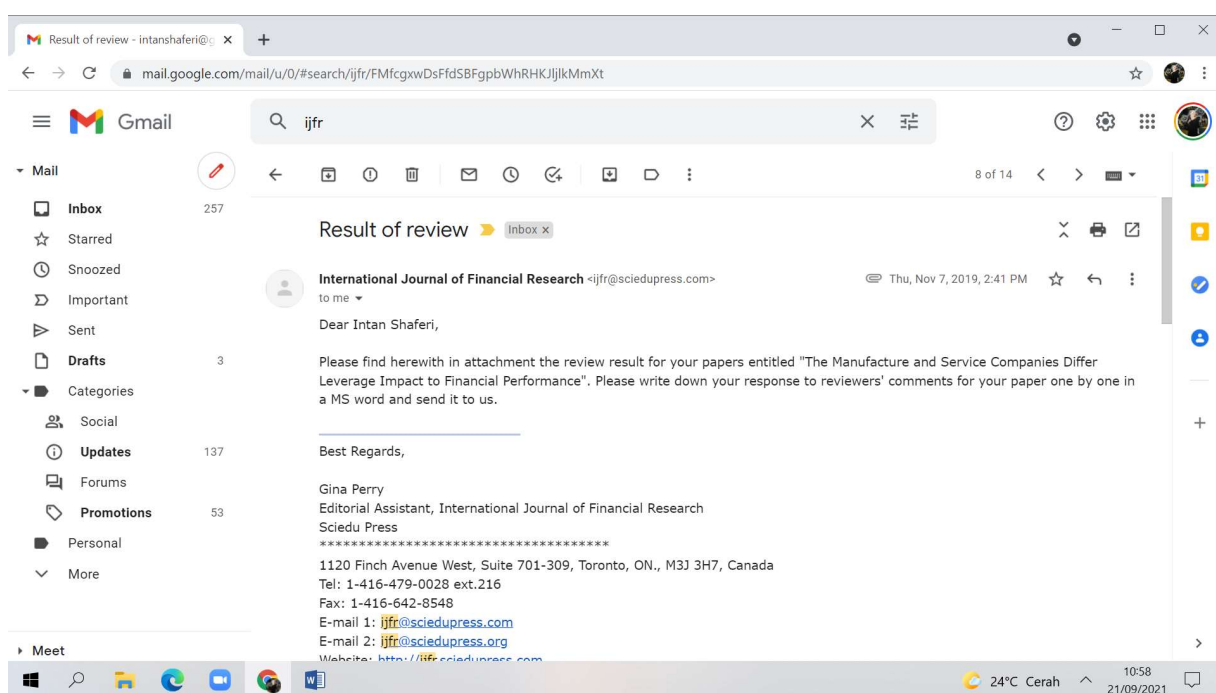 Result of review - intanshaferi@g
mail.google.com/mail/u/0/#search/ijfr/FMfcgxwDsFfdSBFgpbWhRHKJjlkMmXt
Gmail
ijfr
Mail
8 of 14
31
Inbox 257
Starred
Snoozed
Important
Sent
Drafts 3
Categories
Social
Updates 137
Forums
Promotions 53
Personal
More
Meet
Result of review Inbox x
International Journal of Financial Research <ijfr@sciedupress.com> Thu, Nov 7, 2019, 2:41 PM
to me
Dear Intan Shaferi,
Please find herewith in attachment the review result for your papers entitled "The Manufacture and Service Companies Differ
Leverage Impact to Financial Performance". Please write down your response to reviewers' comments for your paper one by one in
a MS word and send it to us.
Best Regards,
Gina Perry
Editorial Assistant, International Journal of Financial Research
Sciedu Press
*************************************
1120 Finch Avenue West, Suite 701-309, Toronto, ON., M3J 3H7, Canada
Tel: 1-416-479-0028 ext.216
Fax: 1-416-642-8548
E-mail 1: ijfr@sciedupress.com
E-mail 2: ijfr@sciedupress.org
Website: http://ijfr.sciedupress.com
24°C Cerah
10:58
21/09/2021